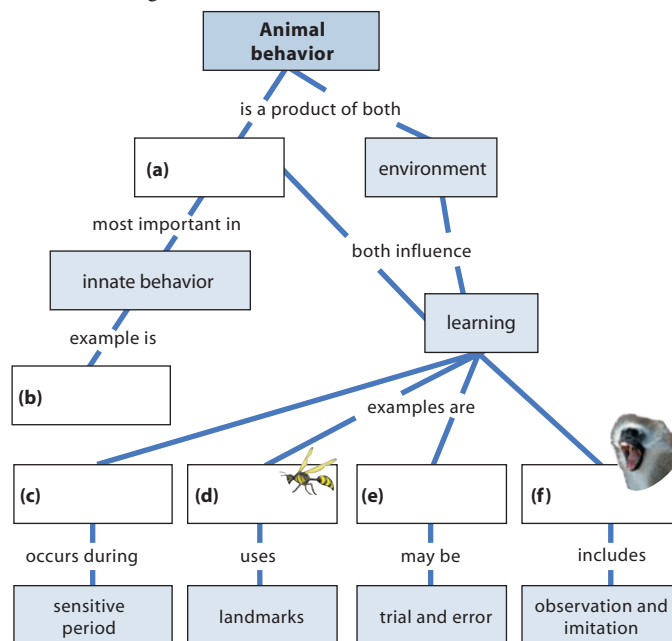 Animal
behavior
is a product of both
(a)
environment
most important in
both influence
innate behavior
learning
example is
(b)
examples are
(c)
(d)
(e)
(f)
occurs during
uses
may be
includes
sensitive
period
landmarks
trial and error
observation and
imitation